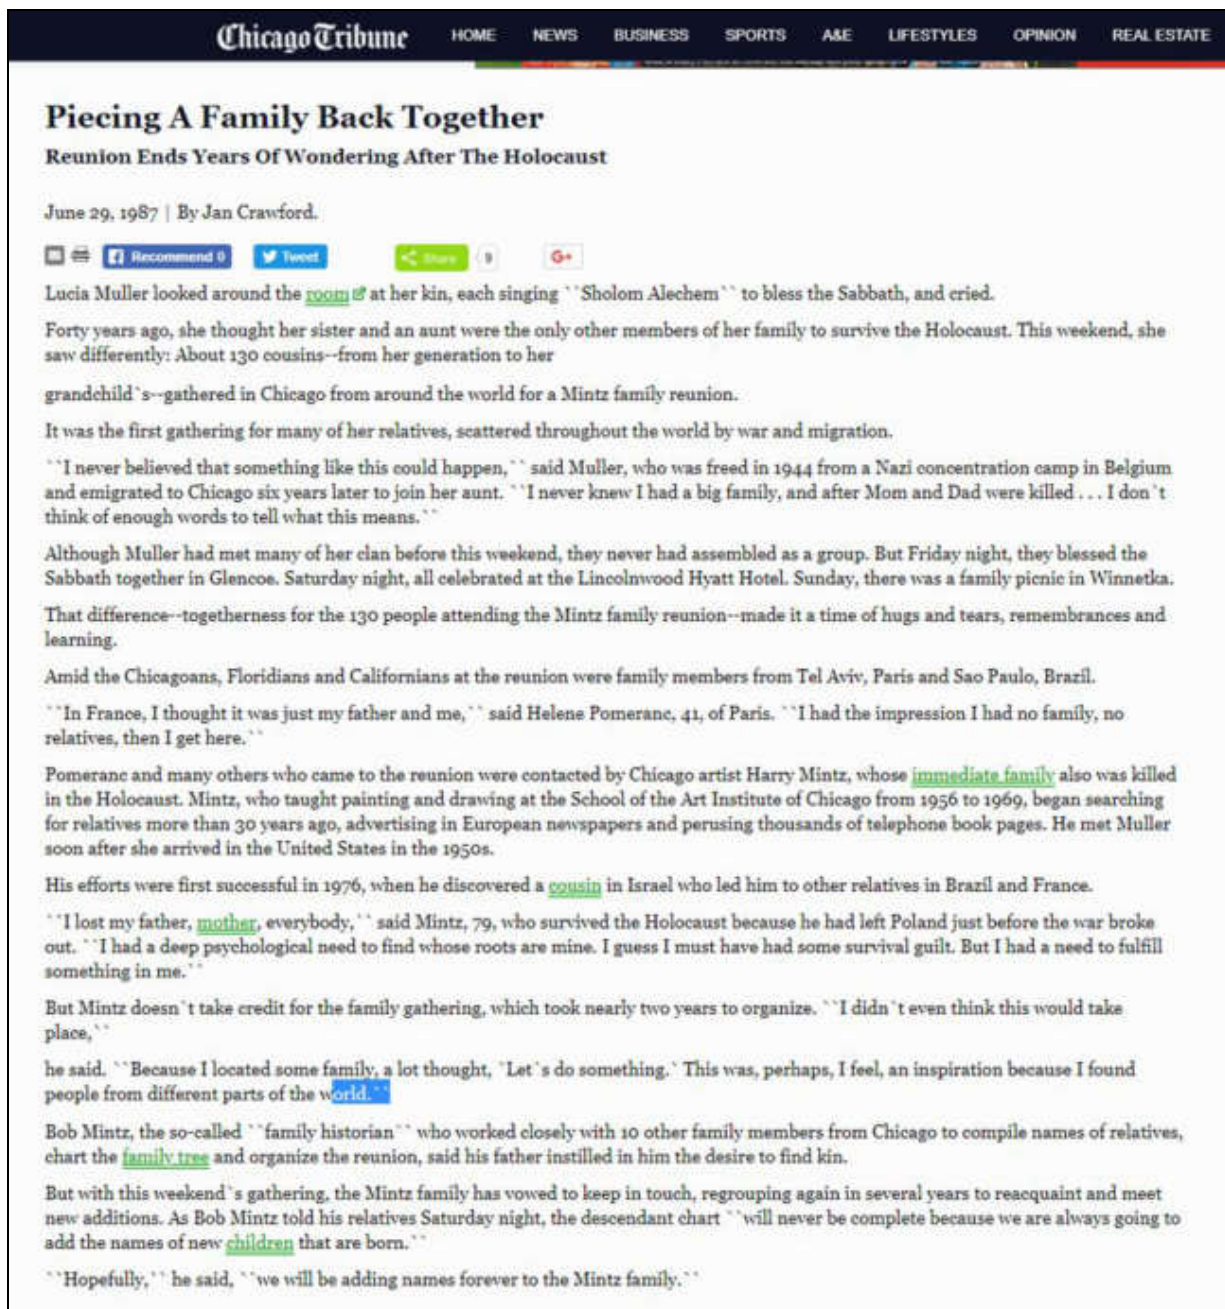 Chicago Tribune HOME NEWS BUSINESS SPORTS A&E LIFESTYLES OPINION REAL ESTATE
Piecing A Family Back Together
Reunion Ends Years Of Wondering After The Holocaust
June 29, 1987 | By Jan Crawford.
Recommend 0 Tweet Share 9 G+
Lucia Muller looked around the room at her kin, each singing ``Sholom Alechem`` to bless the Sabbath, and cried.
Forty years ago, she thought her sister and an aunt were the only other members of her family to survive the Holocaust. This weekend, she
saw differently: About 130 cousins--from her generation to her
grandchild`s--gathered in Chicago from around the world for a Mintz family reunion.
It was the first gathering for many of her relatives, scattered throughout the world by war and migration.
``I never believed that something like this could happen,`` said Muller, who was freed in 1944 from a Nazi concentration camp in Belgium
and emigrated to Chicago six years later to join her aunt. ``I never knew I had a big family, and after Mom and Dad were killed . . . I don`t
think of enough words to tell what this means.``
Although Muller had met many of her clan before this weekend, they never had assembled as a group. But Friday night, they blessed the
Sabbath together in Glencoe. Saturday night, all celebrated at the Lincolnwood Hyatt Hotel. Sunday, there was a family picnic in Winnetka.
That difference--togetherness for the 130 people attending the Mintz family reunion--made it a time of hugs and tears, remembrances and
learning.
Amid the Chicagoans, Floridians and Californians at the reunion were family members from Tel Aviv, Paris and Sao Paulo, Brazil.
``In France, I thought it was just my father and me,`` said Helene Pomeranc, 41, of Paris. ``I had the impression I had no family, no
relatives, then I get here.``
Pomeranc and many others who came to the reunion were contacted by Chicago artist Harry Mintz, whose immediate family also was killed
in the Holocaust. Mintz, who taught painting and drawing at the School of the Art Institute of Chicago from 1956 to 1969, began searching
for relatives more than 30 years ago, advertising in European newspapers and perusing thousands of telephone book pages. He met Muller
soon after she arrived in the United States in the 1950s.
His efforts were first successful in 1976, when he discovered a cousin in Israel who led him to other relatives in Brazil and France.
``I lost my father, mother, everybody,`` said Mintz, 79, who survived the Holocaust because he had left Poland just before the war broke
out. ``I had a deep psychological need to find whose roots are mine. I guess I must have had some survival guilt. But I had a need to fulfill
something in me.``
But Mintz doesn`t take credit for the family gathering, which took nearly two years to organize. ``I didn`t even think this would take
place,``
he said. ``Because I located some family, a lot thought, `Let`s do something.` This was, perhaps, I feel, an inspiration because I found
people from different parts of the world.``
Bob Mintz, the so-called ``family historian`` who worked closely with 10 other family members from Chicago to compile names of relatives,
chart the family tree and organize the reunion, said his father instilled in him the desire to find kin.
But with this weekend`s gathering, the Mintz family has vowed to keep in touch, regrouping again in several years to reacquaint and meet
new additions. As Bob Mintz told his relatives Saturday night, the descendant chart ``will never be complete because we are always going to
add the names of new children that are born.``
``Hopefully,`` he said, ``we will be adding names forever to the Mintz family.``